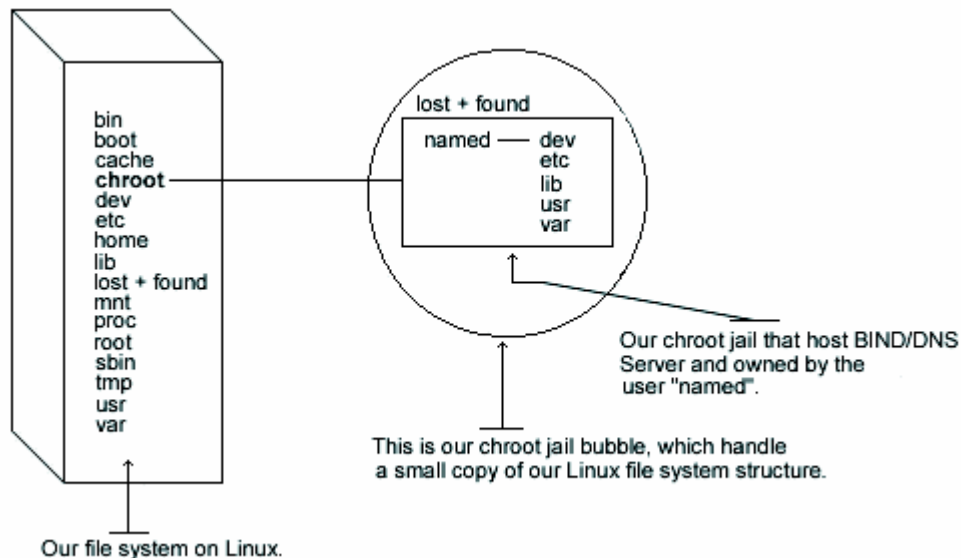 bin
boot
cache
chroot
dev
etc
home
lib
lost + found
mnt
proc
root
sbin
tmp
usr
var
Our file system on Linux.
lost + found
named
dev
etc
lib
usr
var
Our chroot jail that host BIND/DNS
Server and owned by the
user "named".
This is our chroot jail bubble, which handle
a small copy of our Linux file system structure.